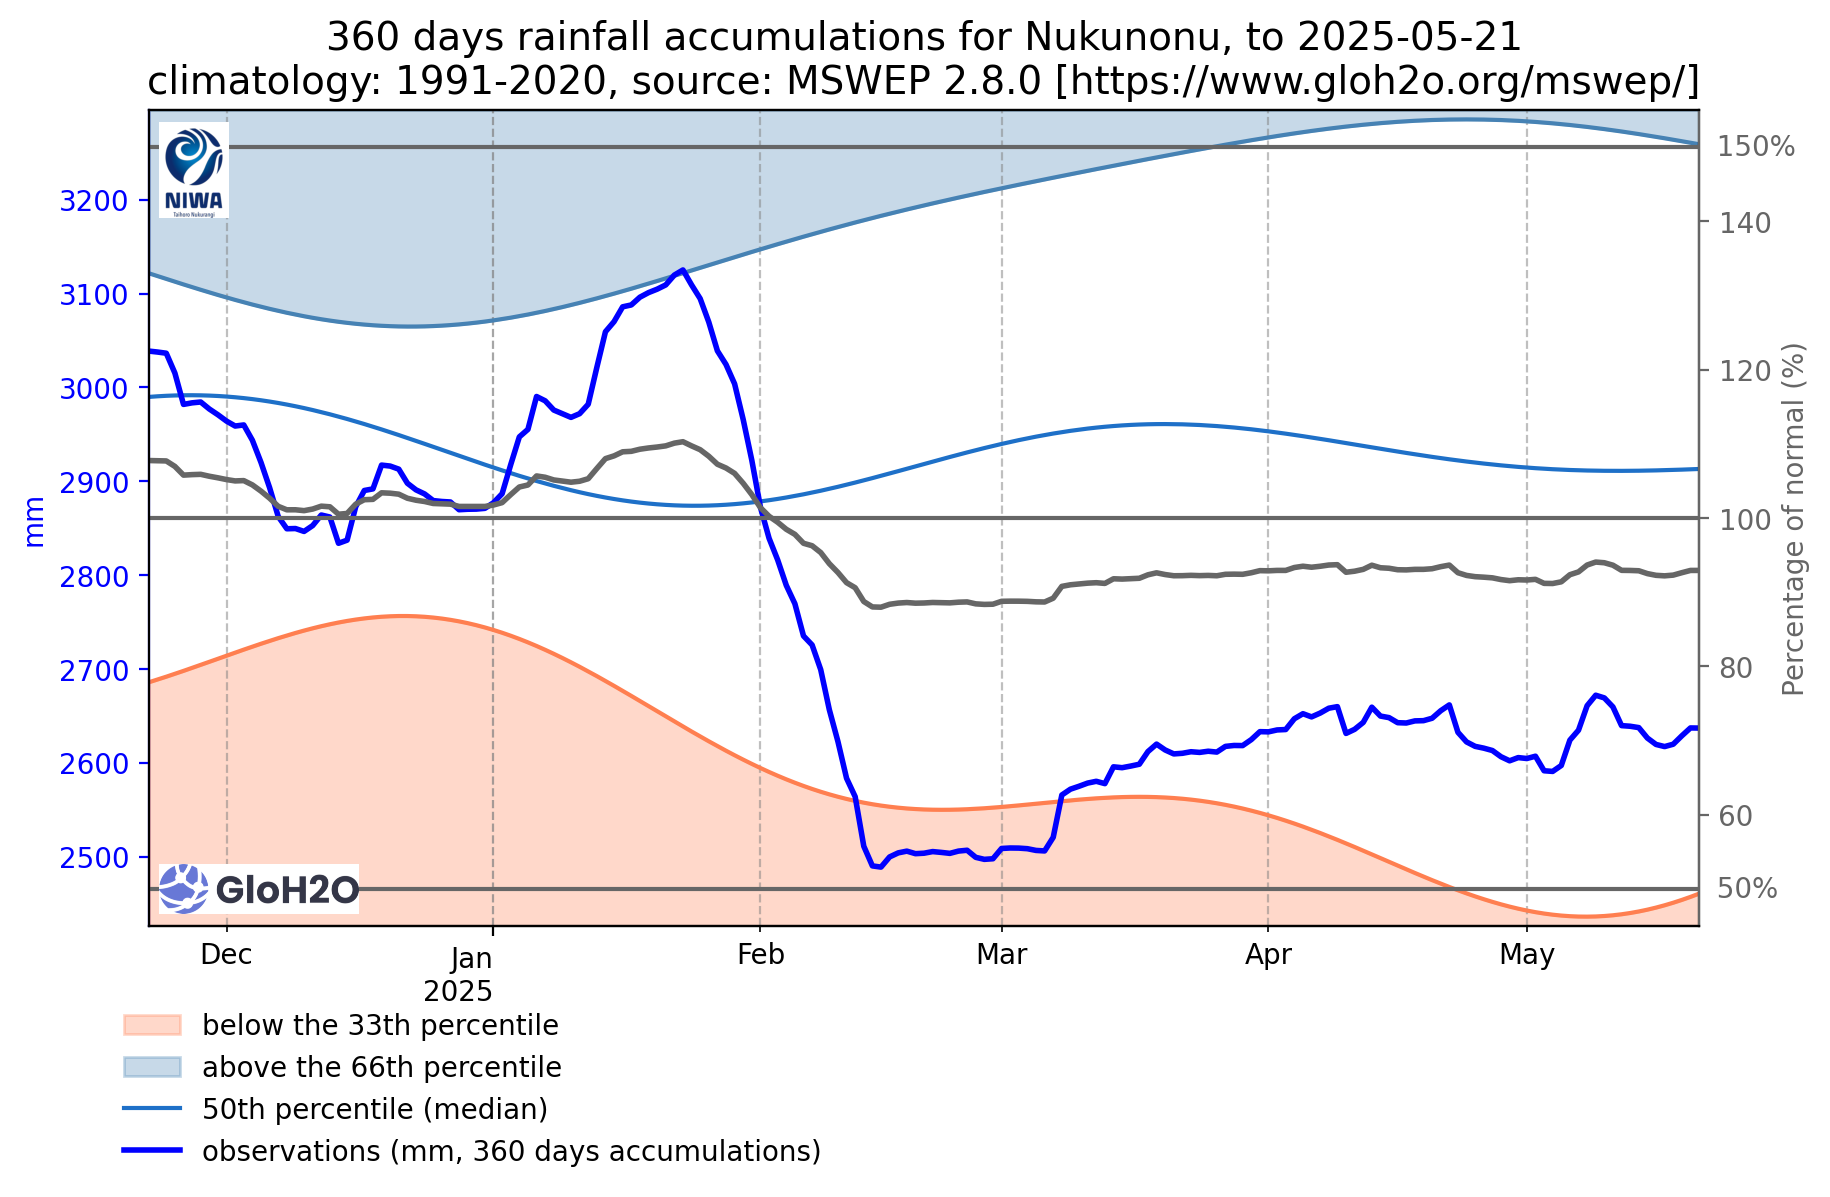 360 days rainfall accumulations for Nukunonu, to 2025-05-21
climatology: 1991-2020, source: MSWEP 2.8.0 [https://www.gloh2o.org/mswep/]
NIWA
Taihoro Nukurangi
150%
3200
140
3100
3000
120
2900
mm
100
Percentage of normal (%)
2800
2700
80
2600
60
2500
50%
GloH2O
Dec
Jan
2025
Feb
Mar
Apr
May
below the 33th percentile
above the 66th percentile
50th percentile (median)
observations (mm, 360 days accumulations)